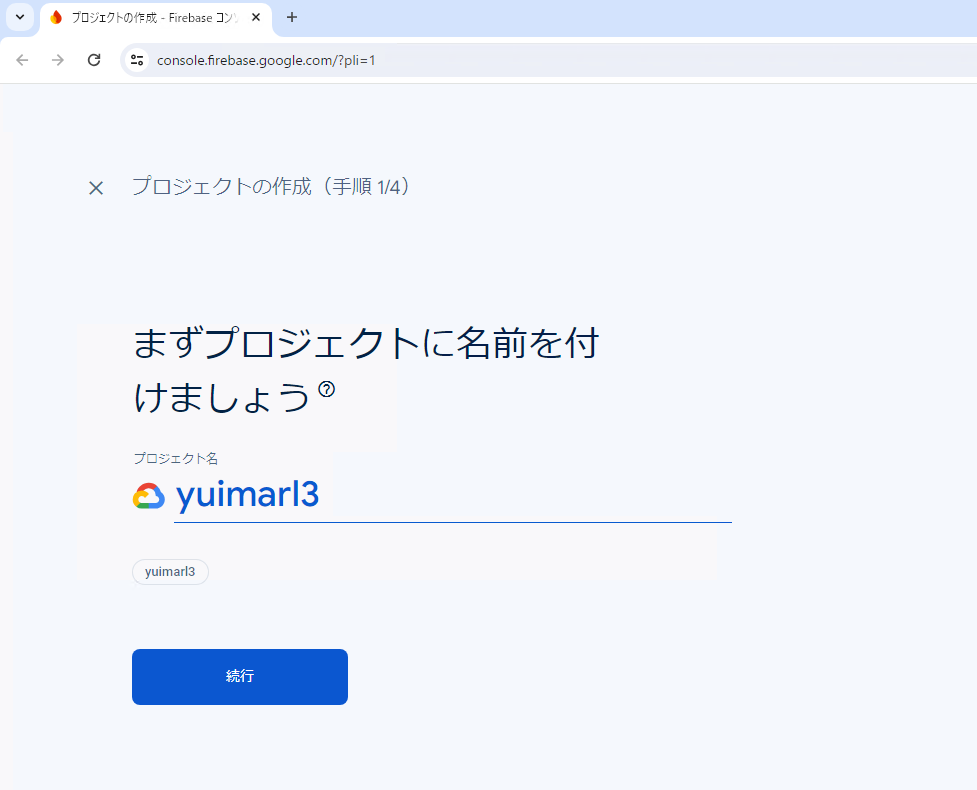 プロジェクトの作成 - Firebase コン
console.firebase.google.com/?pli=1
プロジェクトの作成（手順 1/4）
まずプロジェクトに名前を付
けましょう
プロジェクト名
yuimarl3
yuimarl3
続行